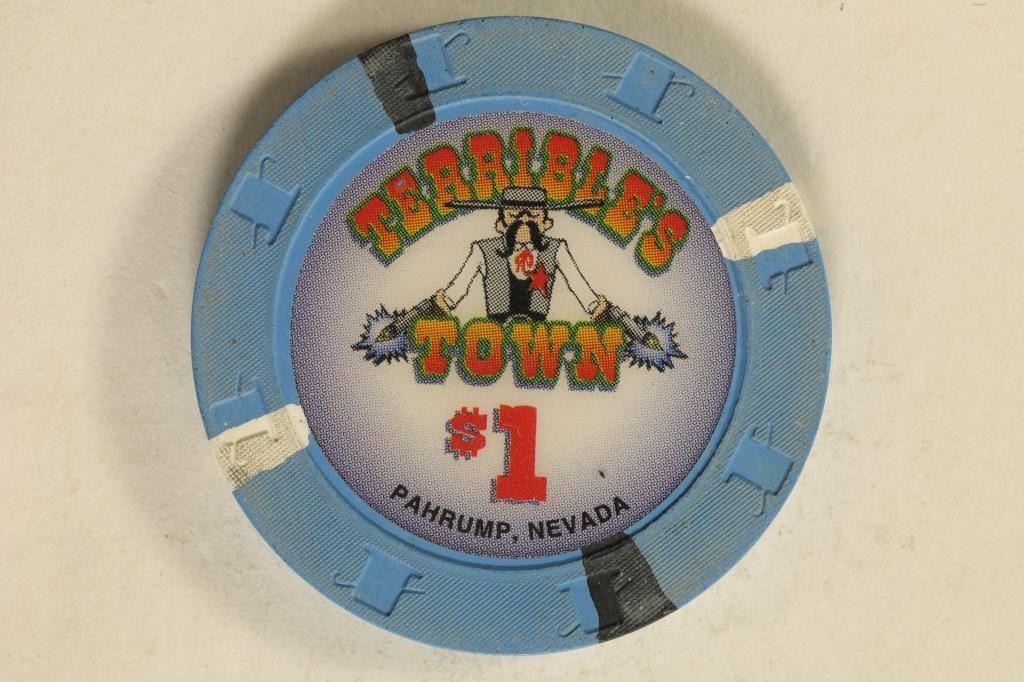 TERRIBLE'S
TOWN
$1
PAHRUMP, NEVADA